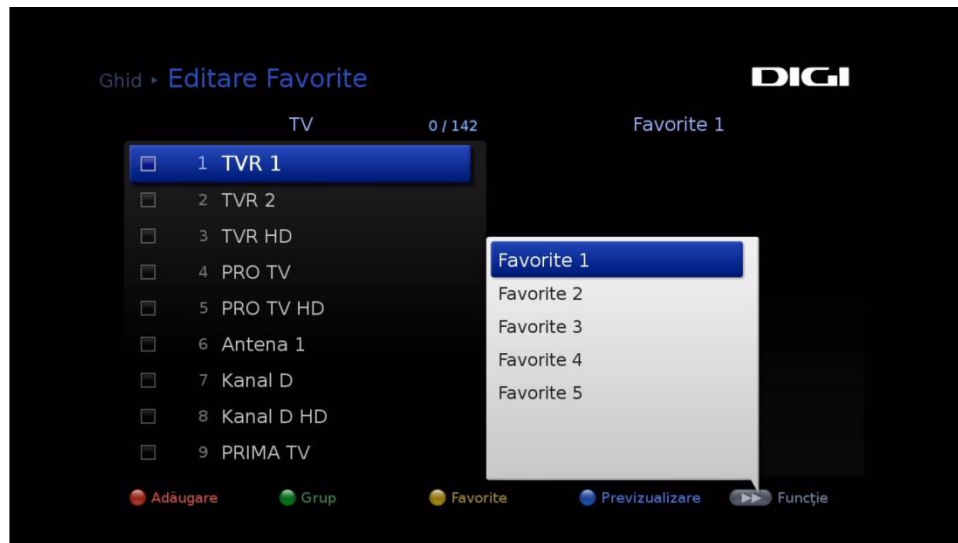 Ghid ▸ Editare Favorite
DIGI
TV 0 / 142 Favorite 1
1 TVR 1
2 TVR 2
3 TVR HD
4 PRO TV
5 PRO TV HD
6 Antena 1
7 Kanal D
8 Kanal D HD
9 PRIMA TV
Favorite 1
Favorite 2
Favorite 3
Favorite 4
Favorite 5
Adăugare Grup Favorite Previzualizare Funcţie